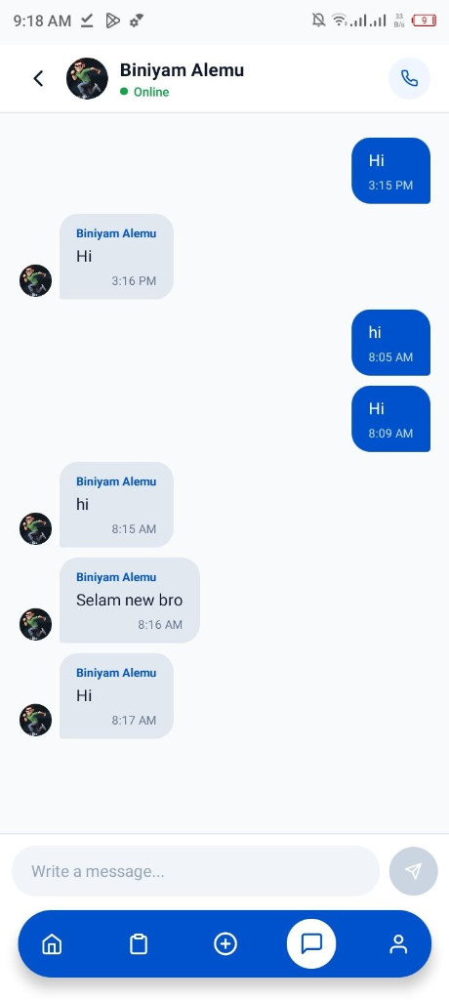 9:18 AM
33
B/s
9
Biniyam Alemu
Online
Hi
3:15 PM
Biniyam Alemu
Hi
3:16 PM
hi
8:05 AM
Hi
8:09 AM
Biniyam Alemu
hi
8:15 AM
Biniyam Alemu
Selam new bro
8:16 AM
Biniyam Alemu
Hi
8:17 AM
Write a message...